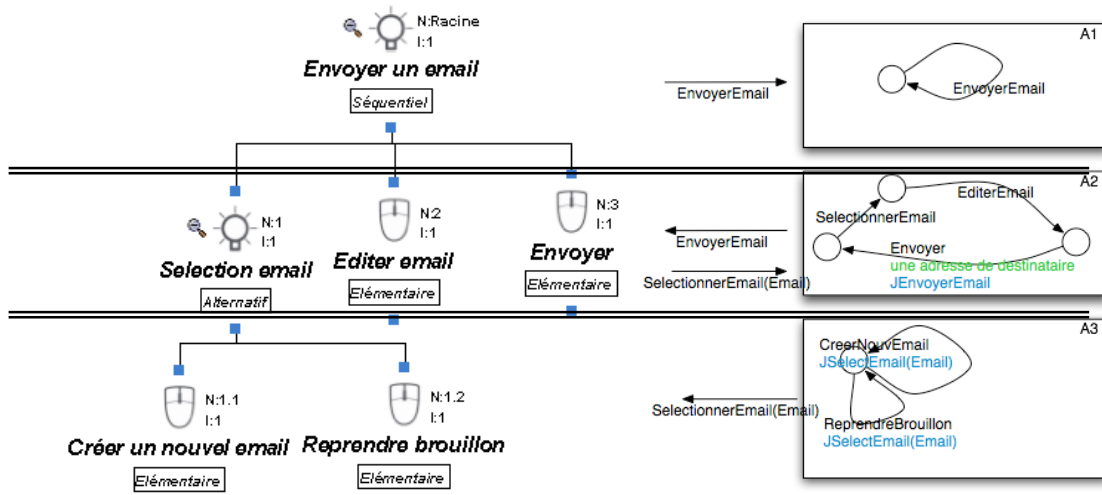 N:Racine
I:1
Envoyer un email
Séquentiel
EnvoyerEmail
A1
EnvoyerEmail
N:1
I:1
Selection email
Alternatif
N:2
I:1
Editer email
Elémentaire
N:3
I:1
Envoyer
Elémentaire
EnvoyerEmail
SelectionnerEmail(Email)
A2
EditerEmail
SelectionnerEmail
Envoyer
une adresse de destinataire
JEnvoyerEmail
N:1.1
I:1
Créer un nouvel email
Elémentaire
N:1.2
I:1
Reprendre brouillon
Elémentaire
SelectionnerEmail(Email)
A3
CreerNouvEmail
JSelectEmail(Email)
ReprendreBrouillon
JSelectEmail(Email)